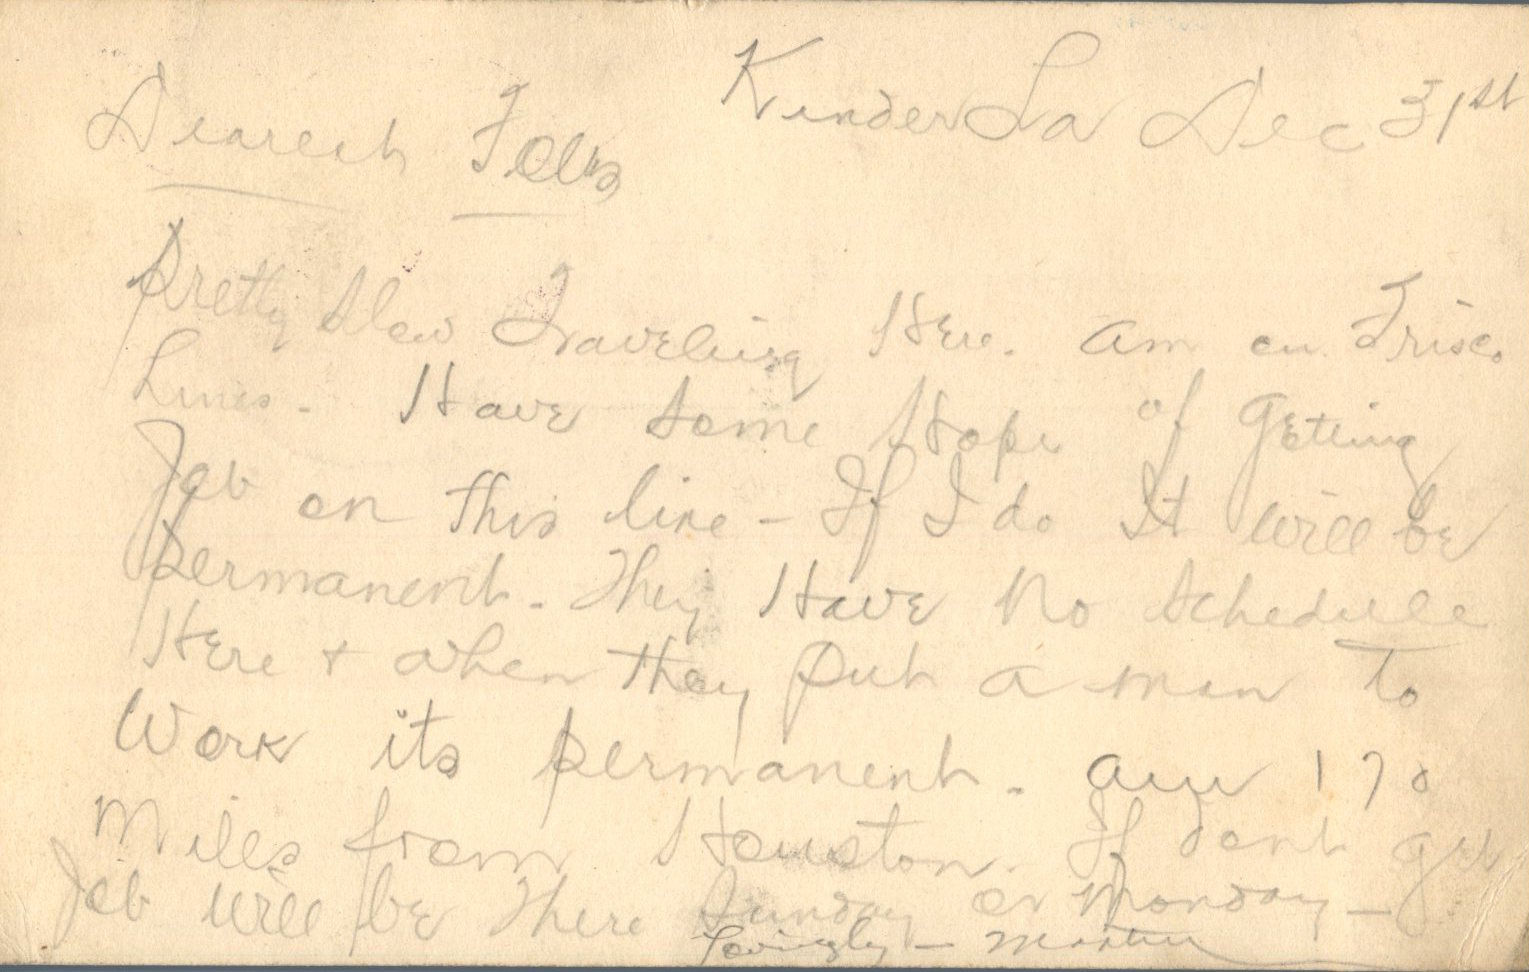 Kinder La Dec 31st
Dearest Folks
Pretty Slow Traveling Here. Am on Frisco
Lines. Have Some Hope of Getting
Job on This line - If I do It will be
Permanent. They Have No Schedule
Here + when they put a man to
Work its permanent. Am 170
Miles from Houston. If dont get
Job will be There Sunday or Monday -
Lovingly - Martin